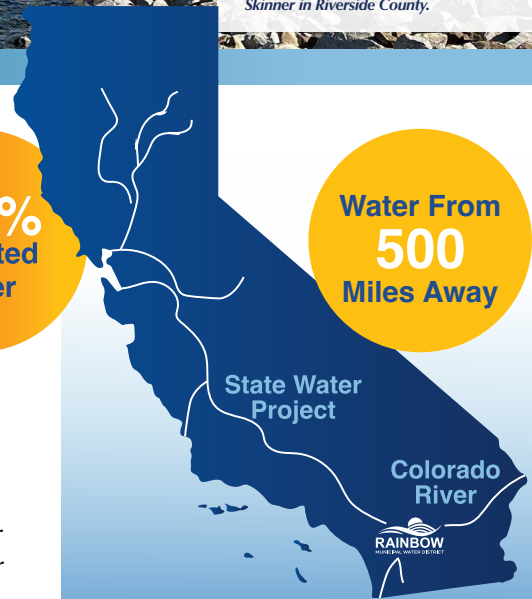 Skinner in Riverside County.
%
Water From
500
Miles Away
State Water
Project
Colorado
River
RAINBOW
MUNICIPAL WATER DISTRICT